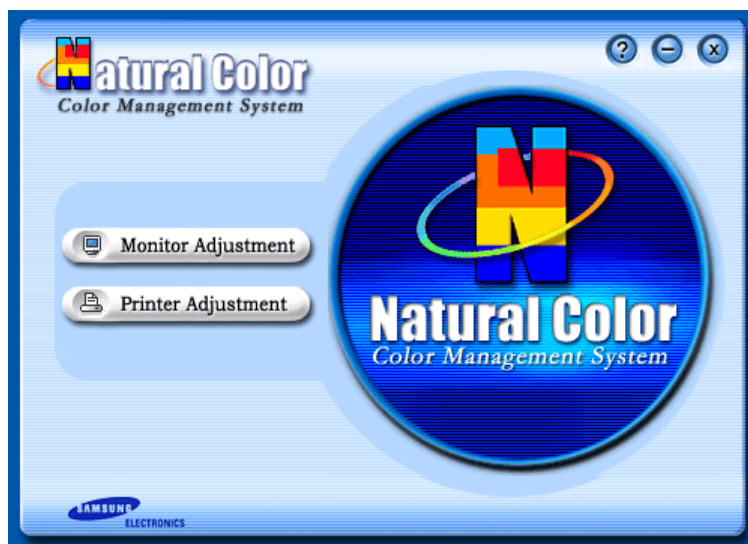 Natural Color
Color Management System
?
x
Monitor Adjustment
Printer Adjustment
N
Natural Color
Color Management System
SAMSUNG
ELECTRONICS